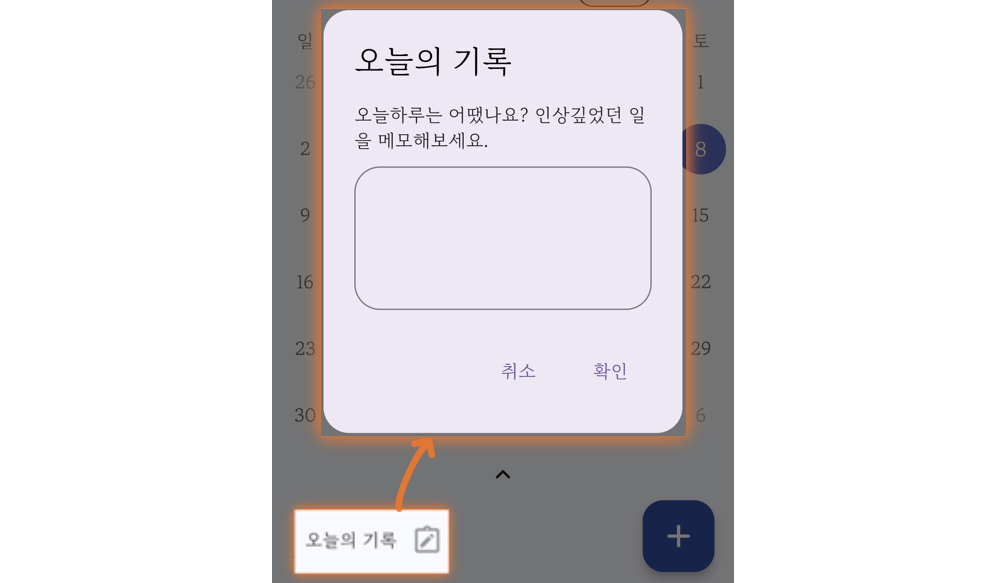 일 토
26 1
오늘의 기록
오늘하루는 어땠나요? 인상깊었던 일
을 메모해보세요.
2 8
9 15
16 22
23 29
취소 확인
30 6
오늘의 기록